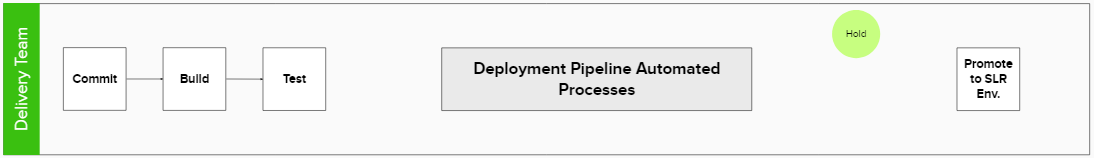 Delivery Team
Commit
Build
Test
Deployment Pipeline Automated
Processes
Hold
Promote
to SLR
Env.